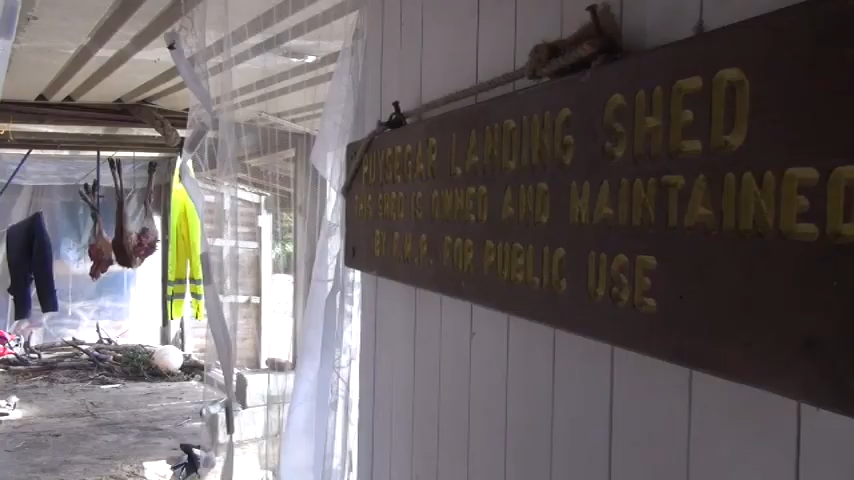 PUYSEGAR LANDING SHED
THIS SHED IS OWNED AND MAINTAINED
BY F.M.R. FOR PUBLIC USE